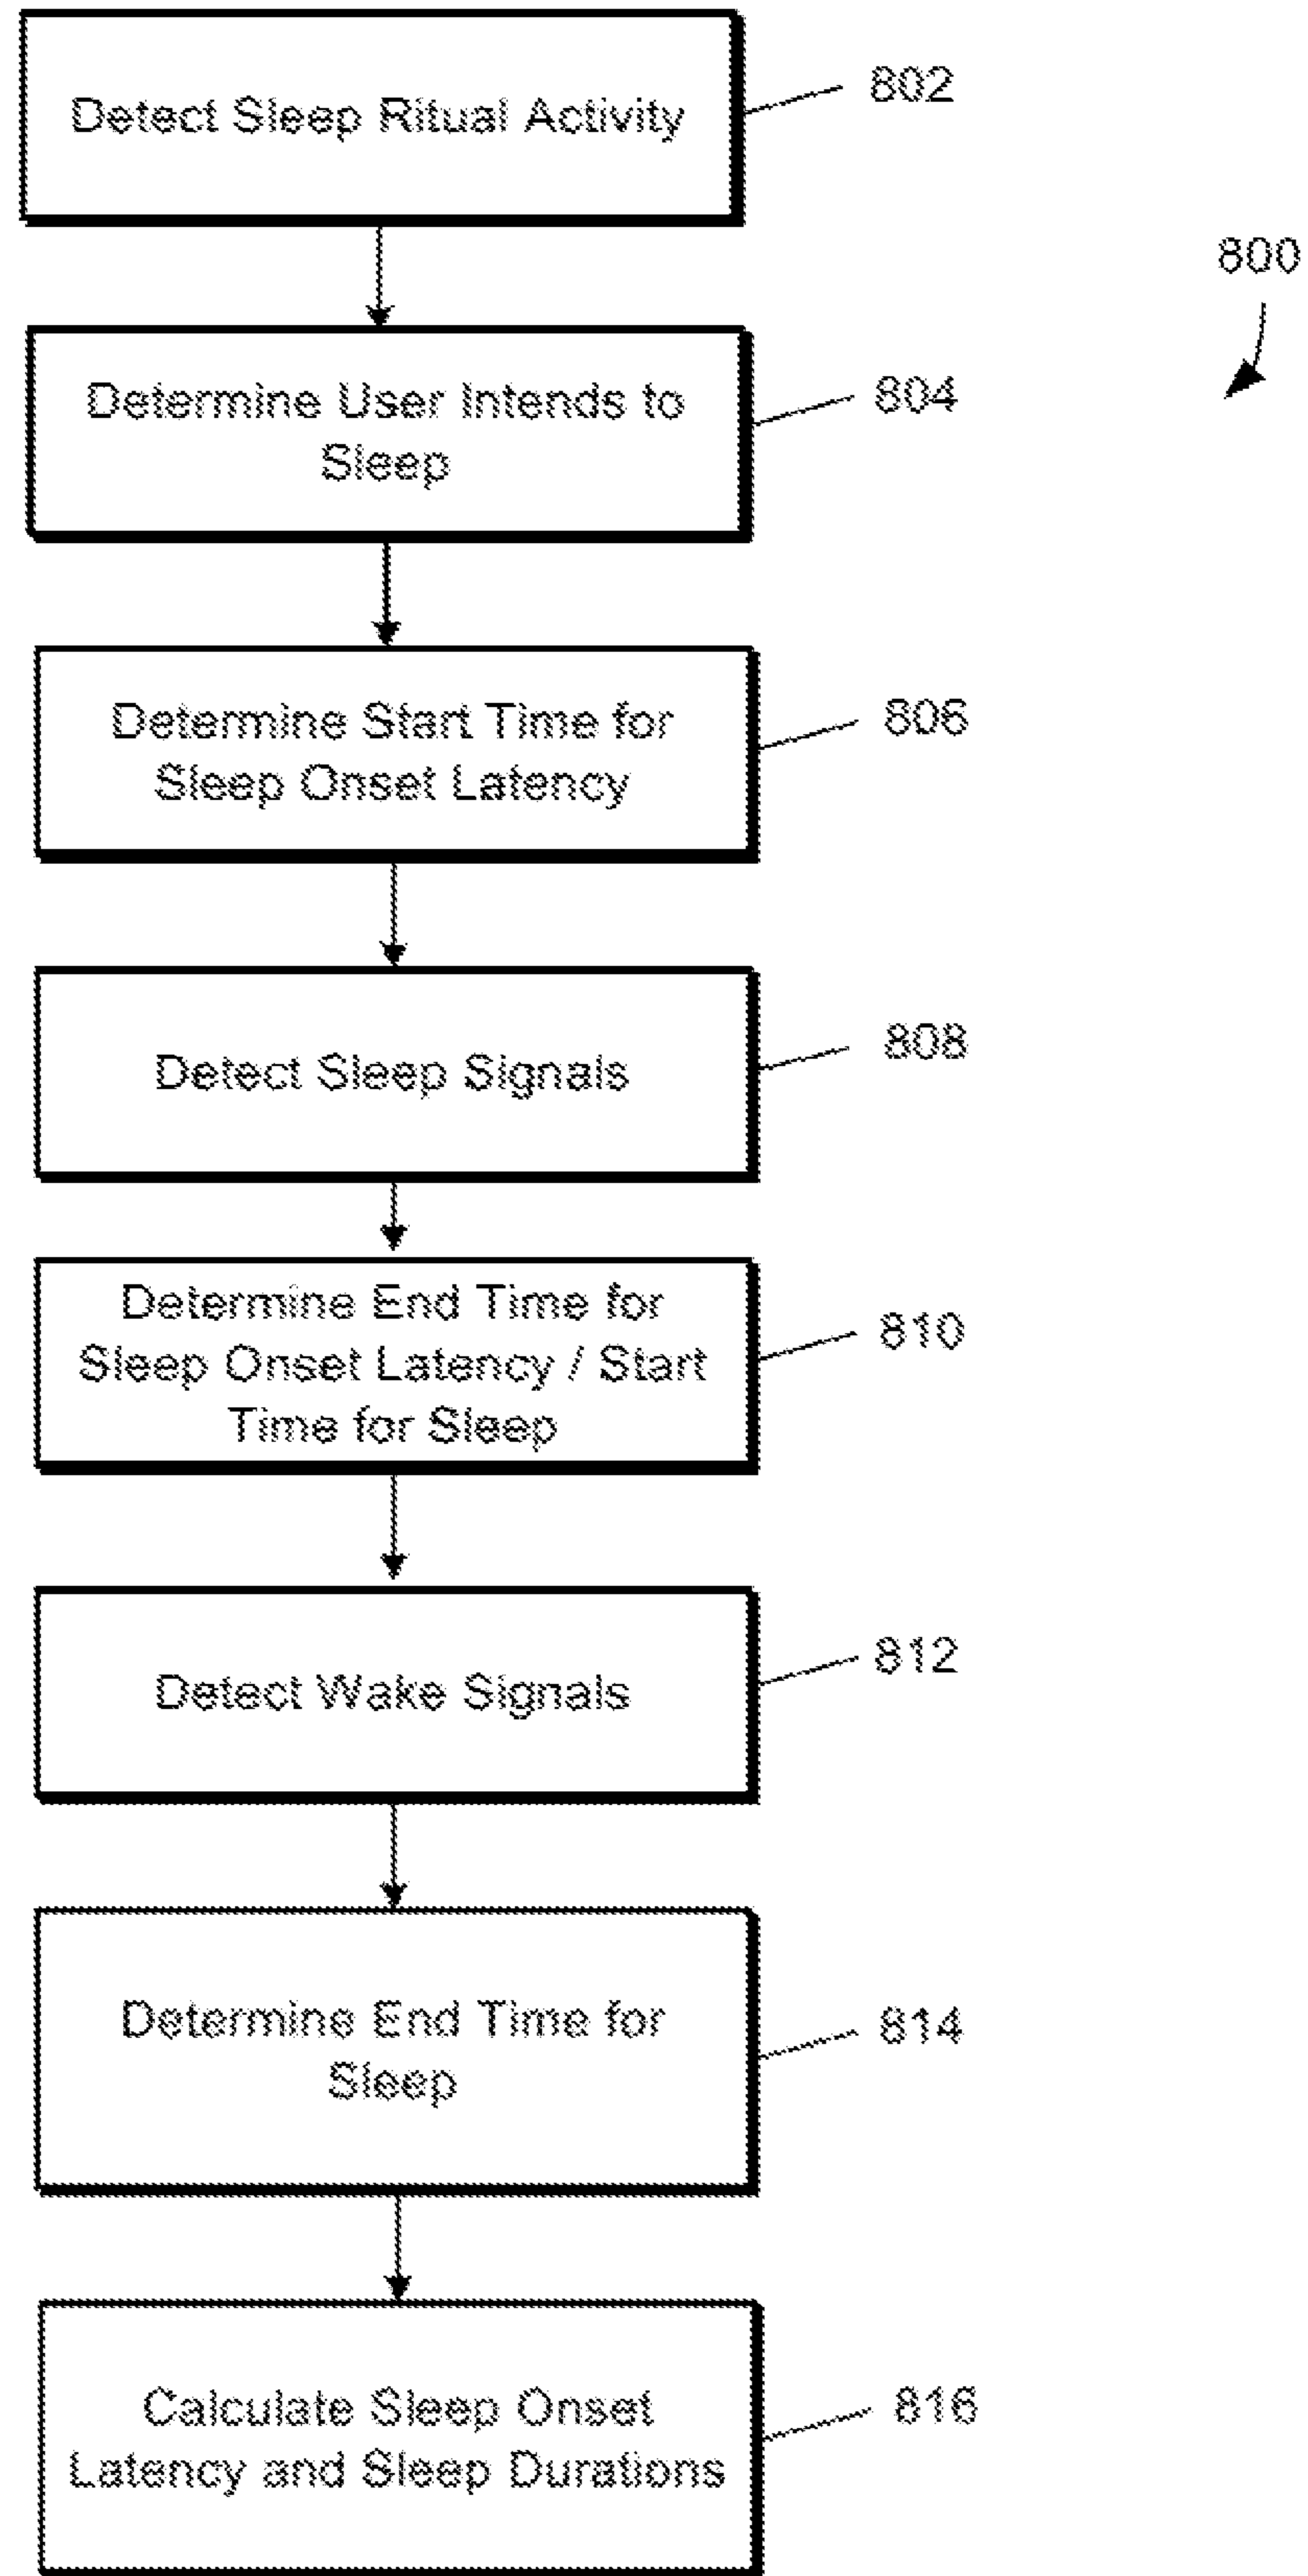 Detect Sleep Ritual Activity
802
800
Determine User Intends to
Sleep
804
Determine Start Time for
Sleep Onset Latency
806
Detect Sleep Signals
808
Determine End Time for
Sleep Onset Latency / Start
Time for Sleep
810
Detect Wake Signals
812
Determine End Time for
Sleep
814
Calculate Sleep Onset
Latency and Sleep Durations
816